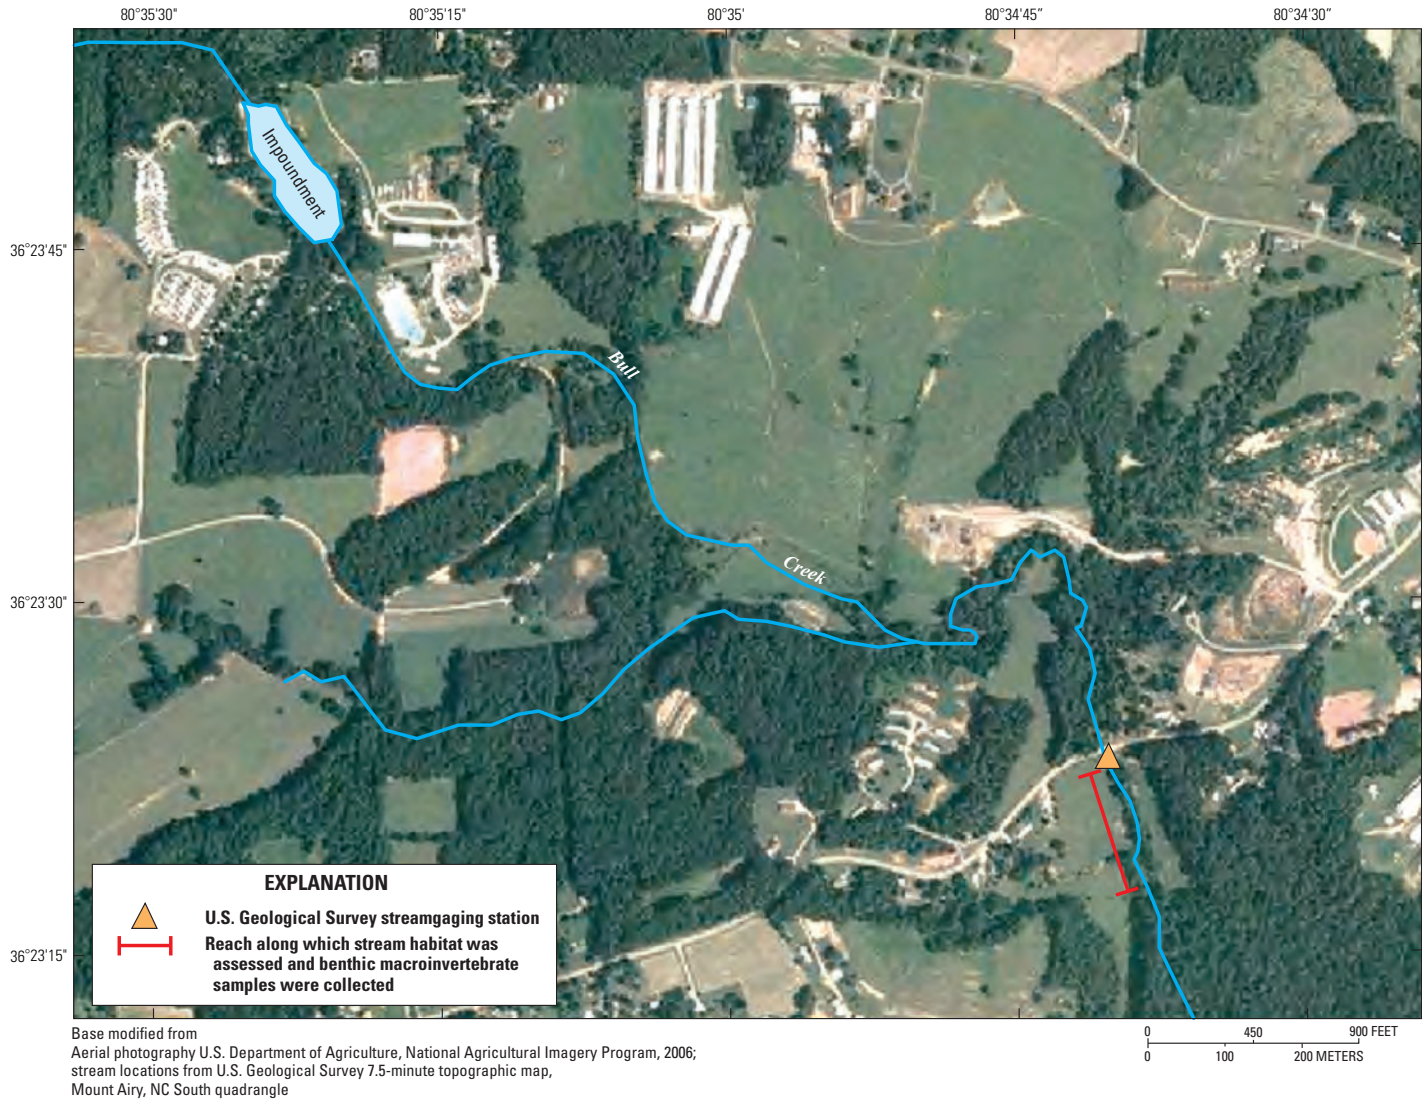 80°35'30"
80°35'15"
80°35'
80°34'45"
80°34'30"
Impoundment
36°23'45"
Bull
Creek
36°23'30"
36°23'15"
EXPLANATION
U.S. Geological Survey streamgaging station
Reach along which stream habitat was
assessed and benthic macroinvertebrate
samples were collected
Base modified from
Aerial photography U.S. Department of Agriculture, National Agricultural Imagery Program, 2006;
stream locations from U.S. Geological Survey 7.5-minute topographic map,
Mount Airy, NC South quadrangle
0 450 900 FEET
0 100 200 METERS